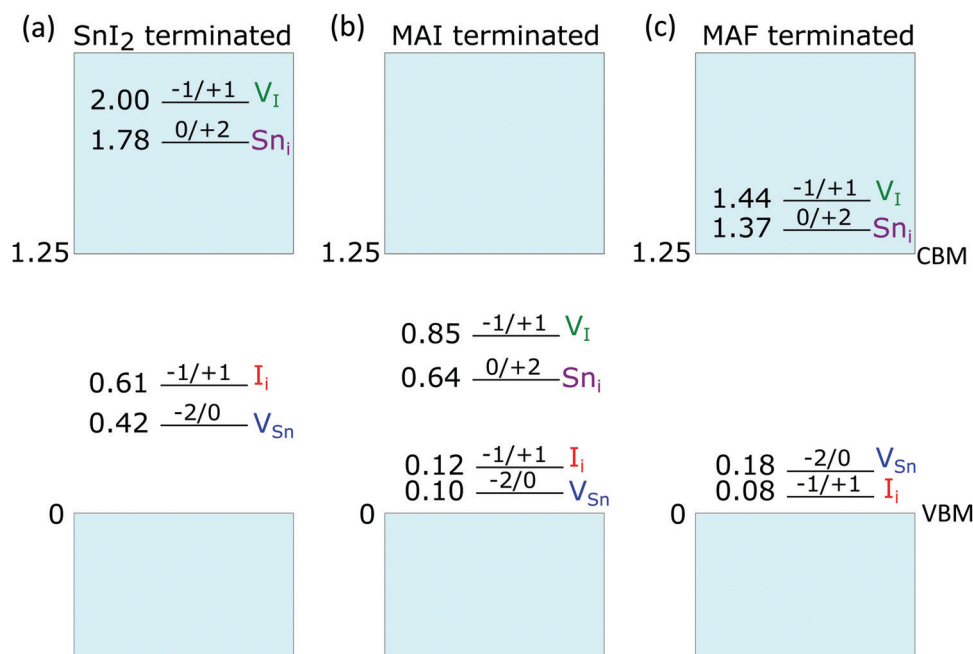 (a)
SnI2 terminated
2.00 -1/+1 VI
1.78 0/+2 Sni
1.25
0.61 -1/+1 Ii
0.42 -2/0 VSn
0
(b)
MAI terminated
1.25
0.85 -1/+1 VI
0.64 0/+2 Sni
0.12 -1/+1 Ii
0.10 -2/0 VSn
0
(c)
MAF terminated
1.44 -1/+1 VI
1.37 0/+2 Sni
1.25 CBM
0.18 -2/0 VSn
0.08 -1/+1 Ii
0 VBM